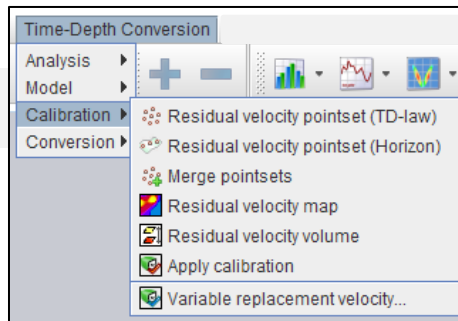 Time-Depth Conversion
Analysis
Model
Calibration
Conversion
Residual velocity pointset (TD-law)
Residual velocity pointset (Horizon)
Merge pointsets
Residual velocity map
Residual velocity volume
Apply calibration
Variable replacement velocity...